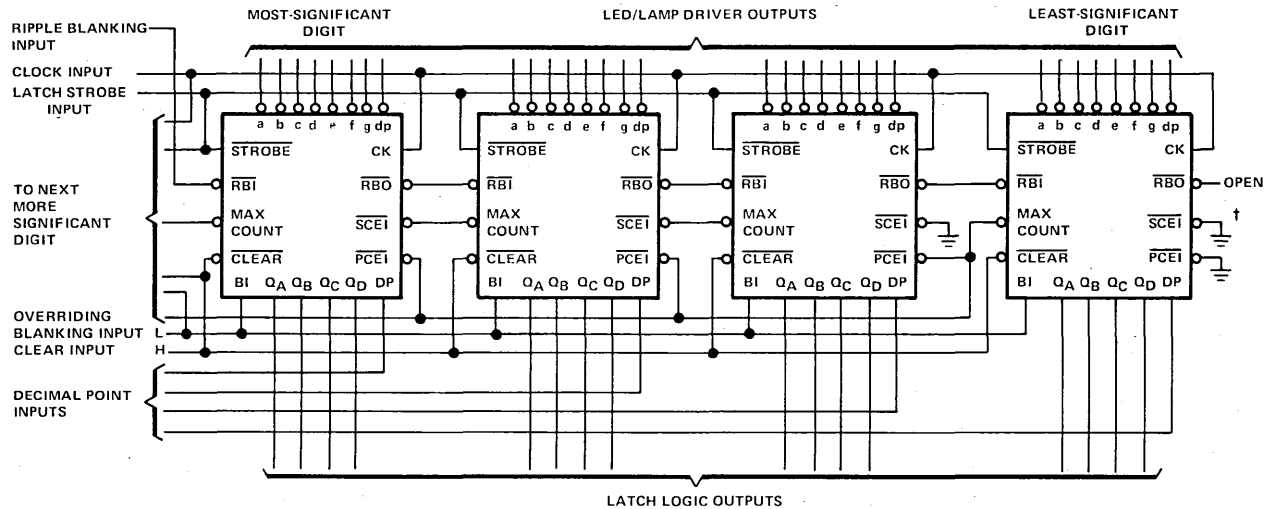 MOST-SIGNIFICANT
DIGIT
LED/LAMP DRIVER OUTPUTS
LEAST-SIGNIFICANT
DIGIT
RIPPLE BLANKING
INPUT
CLOCK INPUT
LATCH STROBE
INPUT
TO NEXT
MORE
SIGNIFICANT
DIGIT
OVERRIDING
BLANKING INPUT L
CLEAR INPUT H
DECIMAL POINT
INPUTS
a b c d e f g dp
STROBE CK
RBI RBO
MAX
COUNT
SCEI
CLEAR PCEI
BI QA QB QC QD DP
a b c d e f g dp
STROBE CK
RBI RBO
MAX
COUNT
SCEI
CLEAR PCEI
BI QA QB QC QD DP
a b c d e f g dp
STROBE CK
RBI RBO
MAX
COUNT
SCEI
CLEAR PCEI
BI QA QB QC QD DP
a b c d e f g dp
STROBE CK
RBI RBO
MAX
COUNT
SCEI
CLEAR PCEI
BI QA QB QC QD DP
OPEN
†
LATCH LOGIC OUTPUTS